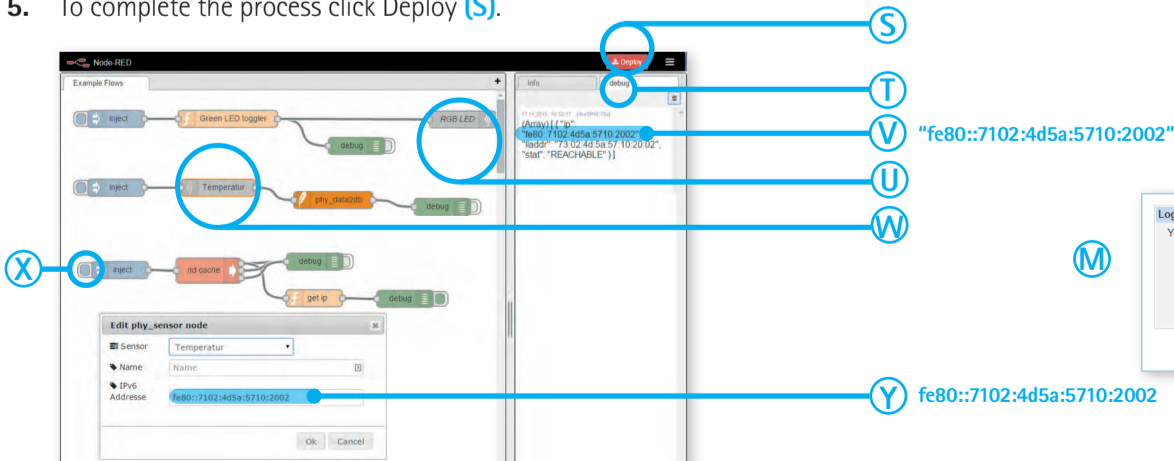 5. To complete the process click Deploy (S).
S
Node-RED
Deploy
Example Flows
+
info
debug
T
inject
Green LED toggler
RGB LED
debug
(Array) [ { "ip":
"fe80::7102:4d5a:5710:2002"
"lladdr": "73:02:4d:5a:57:10:20:02",
"stat": "REACHABLE" } ]
V "fe80::7102:4d5a:5710:2002"
U
inject
Temperatur
phy_data2db
debug
W
Log
Y
M
X
inject
nd cache
debug
get ip
debug
Edit phy_sensor node
Sensor
Temperatur
Name
Name
IPv6
Addresse
fe80::7102:4d5a:5710:2002
Y fe80::7102:4d5a:5710:2002
Ok
Cancel